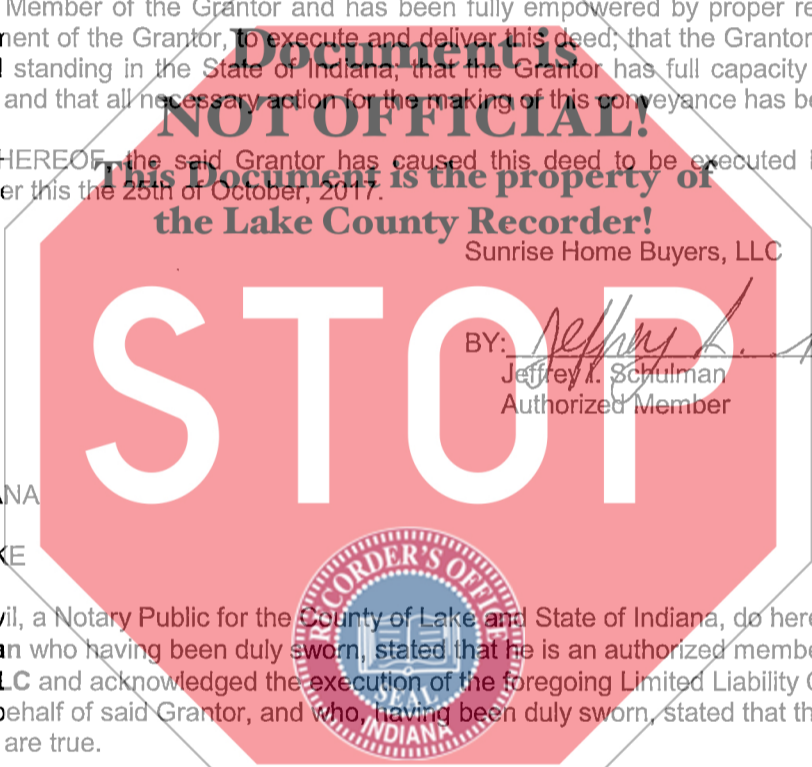 Member of the Grantor and has been fully empowered by proper re
ment of the Grantor, to execute and deliver this deed; that the Grantor
Document is
standing in the State of Indiana; that the Grantor has full capacity
and that all necessary action for the making of this conveyance has be
NOT OFFICIAL!
HEREOF, the said Grantor has caused this deed to be executed
This Document is the property of
er this the 25th of October, 2017.
the Lake County Recorder!
Sunrise Home Buyers, LLC
STOP
BY: Jeffrey I.
Jeffrey I. Schulman
Authorized Member
ANA
KE
RECORDER'S OFFICE
vil, a Notary Public for the County of Lake and State of Indiana, do here
an who having been duly sworn, stated that he is an authorized membe
LC and acknowledged the execution of the foregoing Limited Liability
SEAL
behalf of said Grantor, and who, having been duly sworn, stated that th
INDIANA
are true.